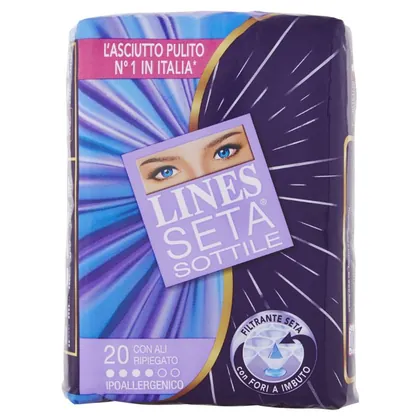 L'ASCIUTTO PULITO
N°1 IN ITALIA*
LINES
SETA®
SOTTILE
FILTRANTE SETA
con FORI A IMBUTO
20 CON ALI
RIPIEGATO
IPOALLERGENICO